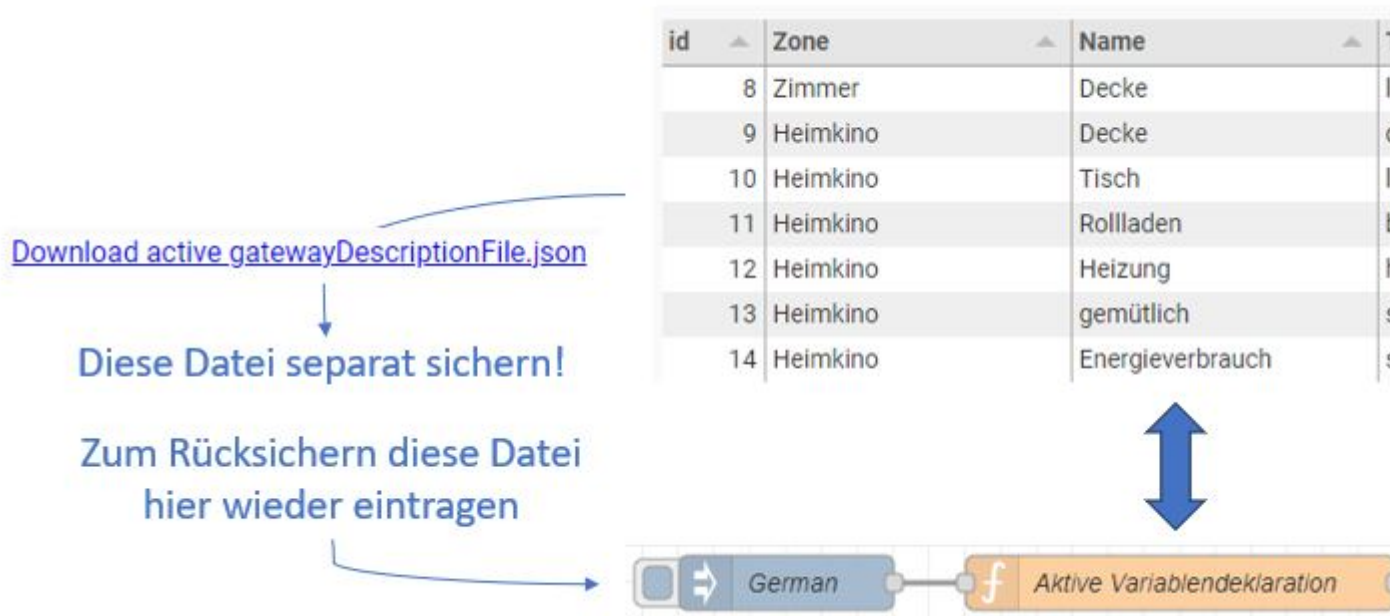 id Zone Name
8 Zimmer Decke
9 Heimkino Decke
10 Heimkino Tisch
11 Heimkino Rollladen
12 Heimkino Heizung
13 Heimkino gemütlich
14 Heimkino Energieverbrauch
Download active gatewayDescriptionFile.json
Diese Datei separat sichern!
Zum Rücksichern diese Datei
hier wieder eintragen
German
Aktive Variablendeklaration